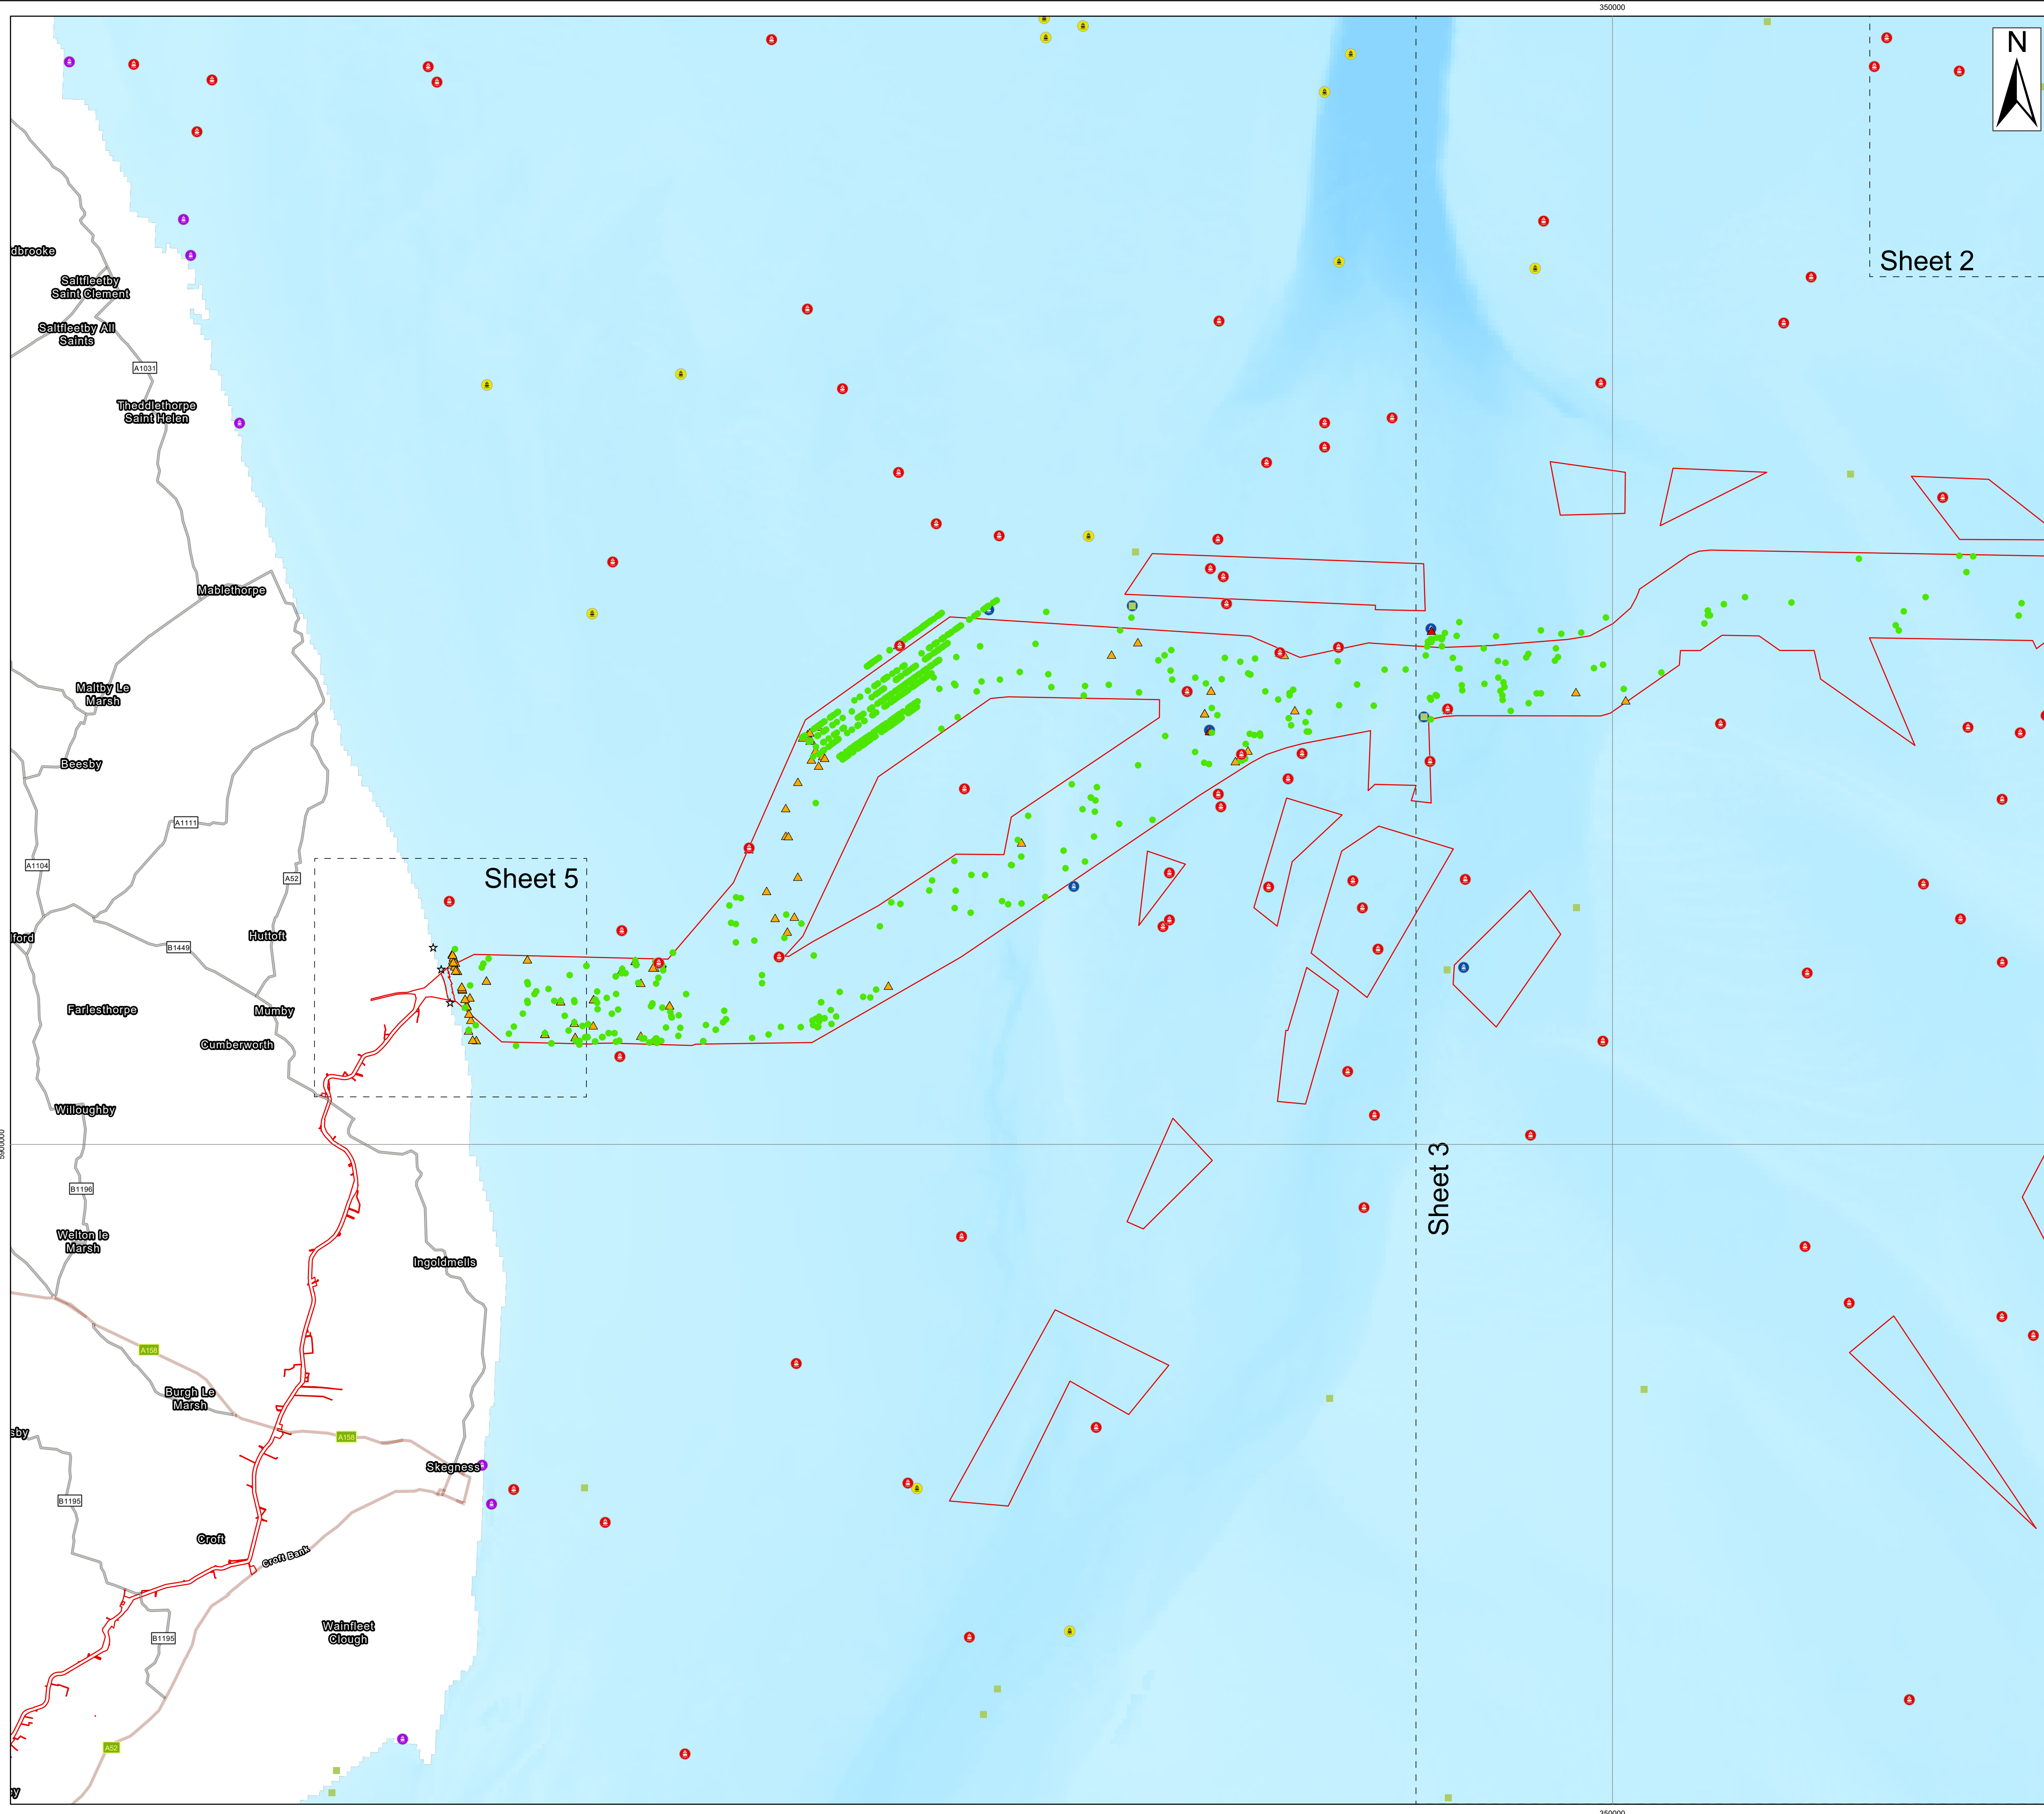 350000
N
dbrooke
Sheet 2
Saltfleetby
Saint Clement
Saltfleetby All
Saints
A1031
Theddlethorpe
Saint Helen
Mablethorpe
Maltby Le
Marsh
Beesby
A1111
A1104
A52
Sheet 5
lford
Huttoft
B1449
Farlesthorpe
Mumby
Cumberworth
Willoughby
5900000
B1196
Sheet 3
Welton le
Marsh
Ingoldmells
A158
Burgh Le
Marsh
sby
A158
Skegness
B1195
Croft
Croft Bank
Wainfleet
Clough
B1195
A52
y
350000